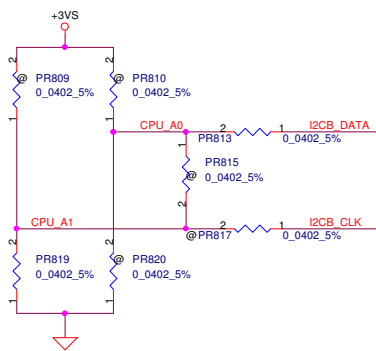 +3VS
2
2
@ PR809
0_0402_5%
@ PR810
0_0402_5%
1
1
CPU_A0
2
1
I2CB_DATA
PR813
0_0402_5%
1
PR815
@
0_0402_5%
2
CPU_A1
2
1
I2CB_CLK
@PR817
0_0402_5%
2
2
PR819
0_0402_5%
@ PR820
0_0402_5%
1
1